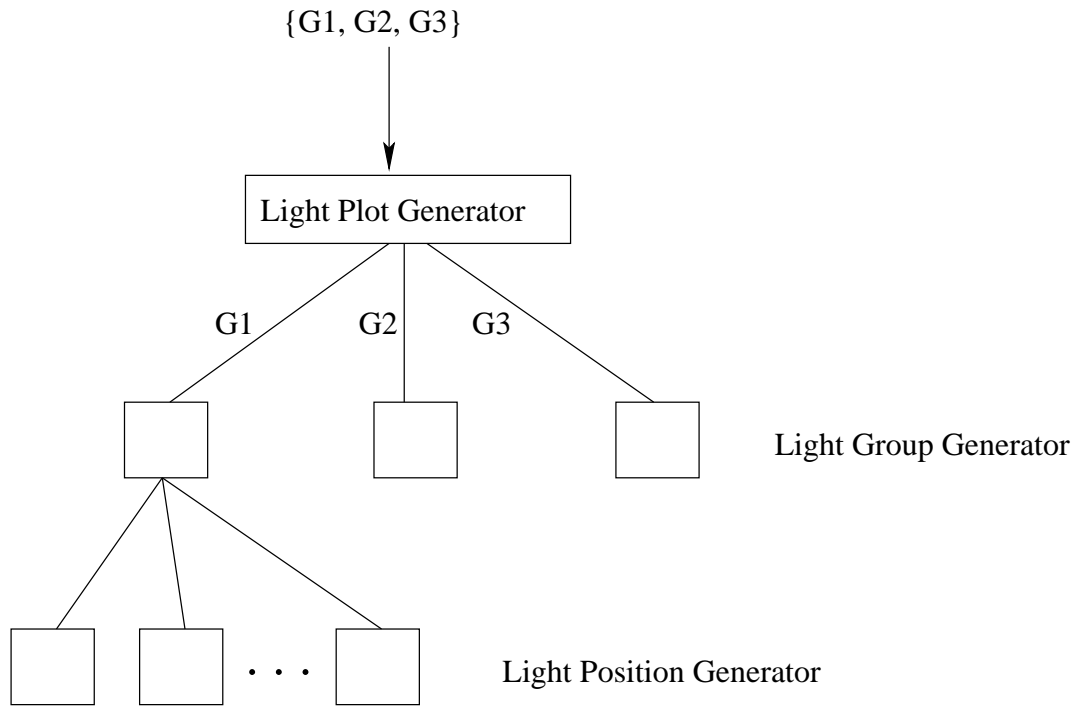 {G1, G2, G3}
Light Plot Generator
G1
G2
G3
Light Group Generator
. . .
Light Position Generator